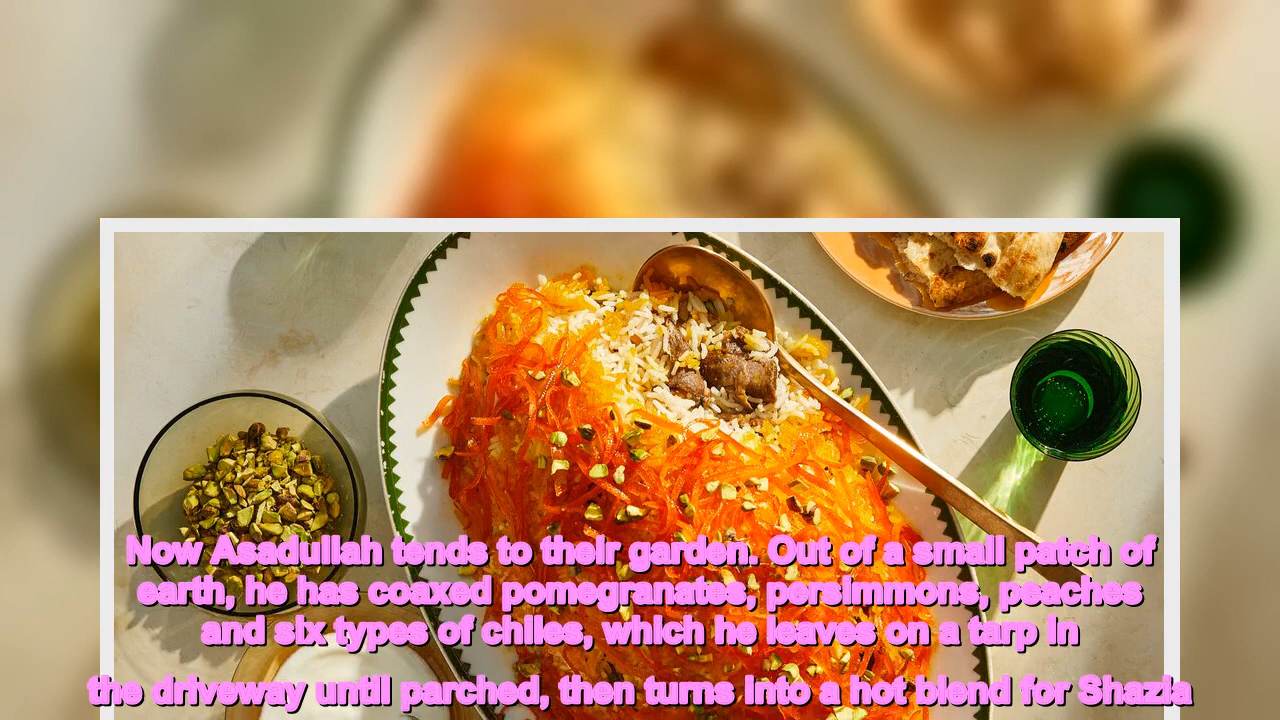 Now Asadullah tends to their garden. Out of a small patch of
earth, he has coaxed pomegranates, persimmons, peaches
and six types of chiles, which he leaves on a tarp in
the driveway until parched, then turns into a hot blend for Shazia